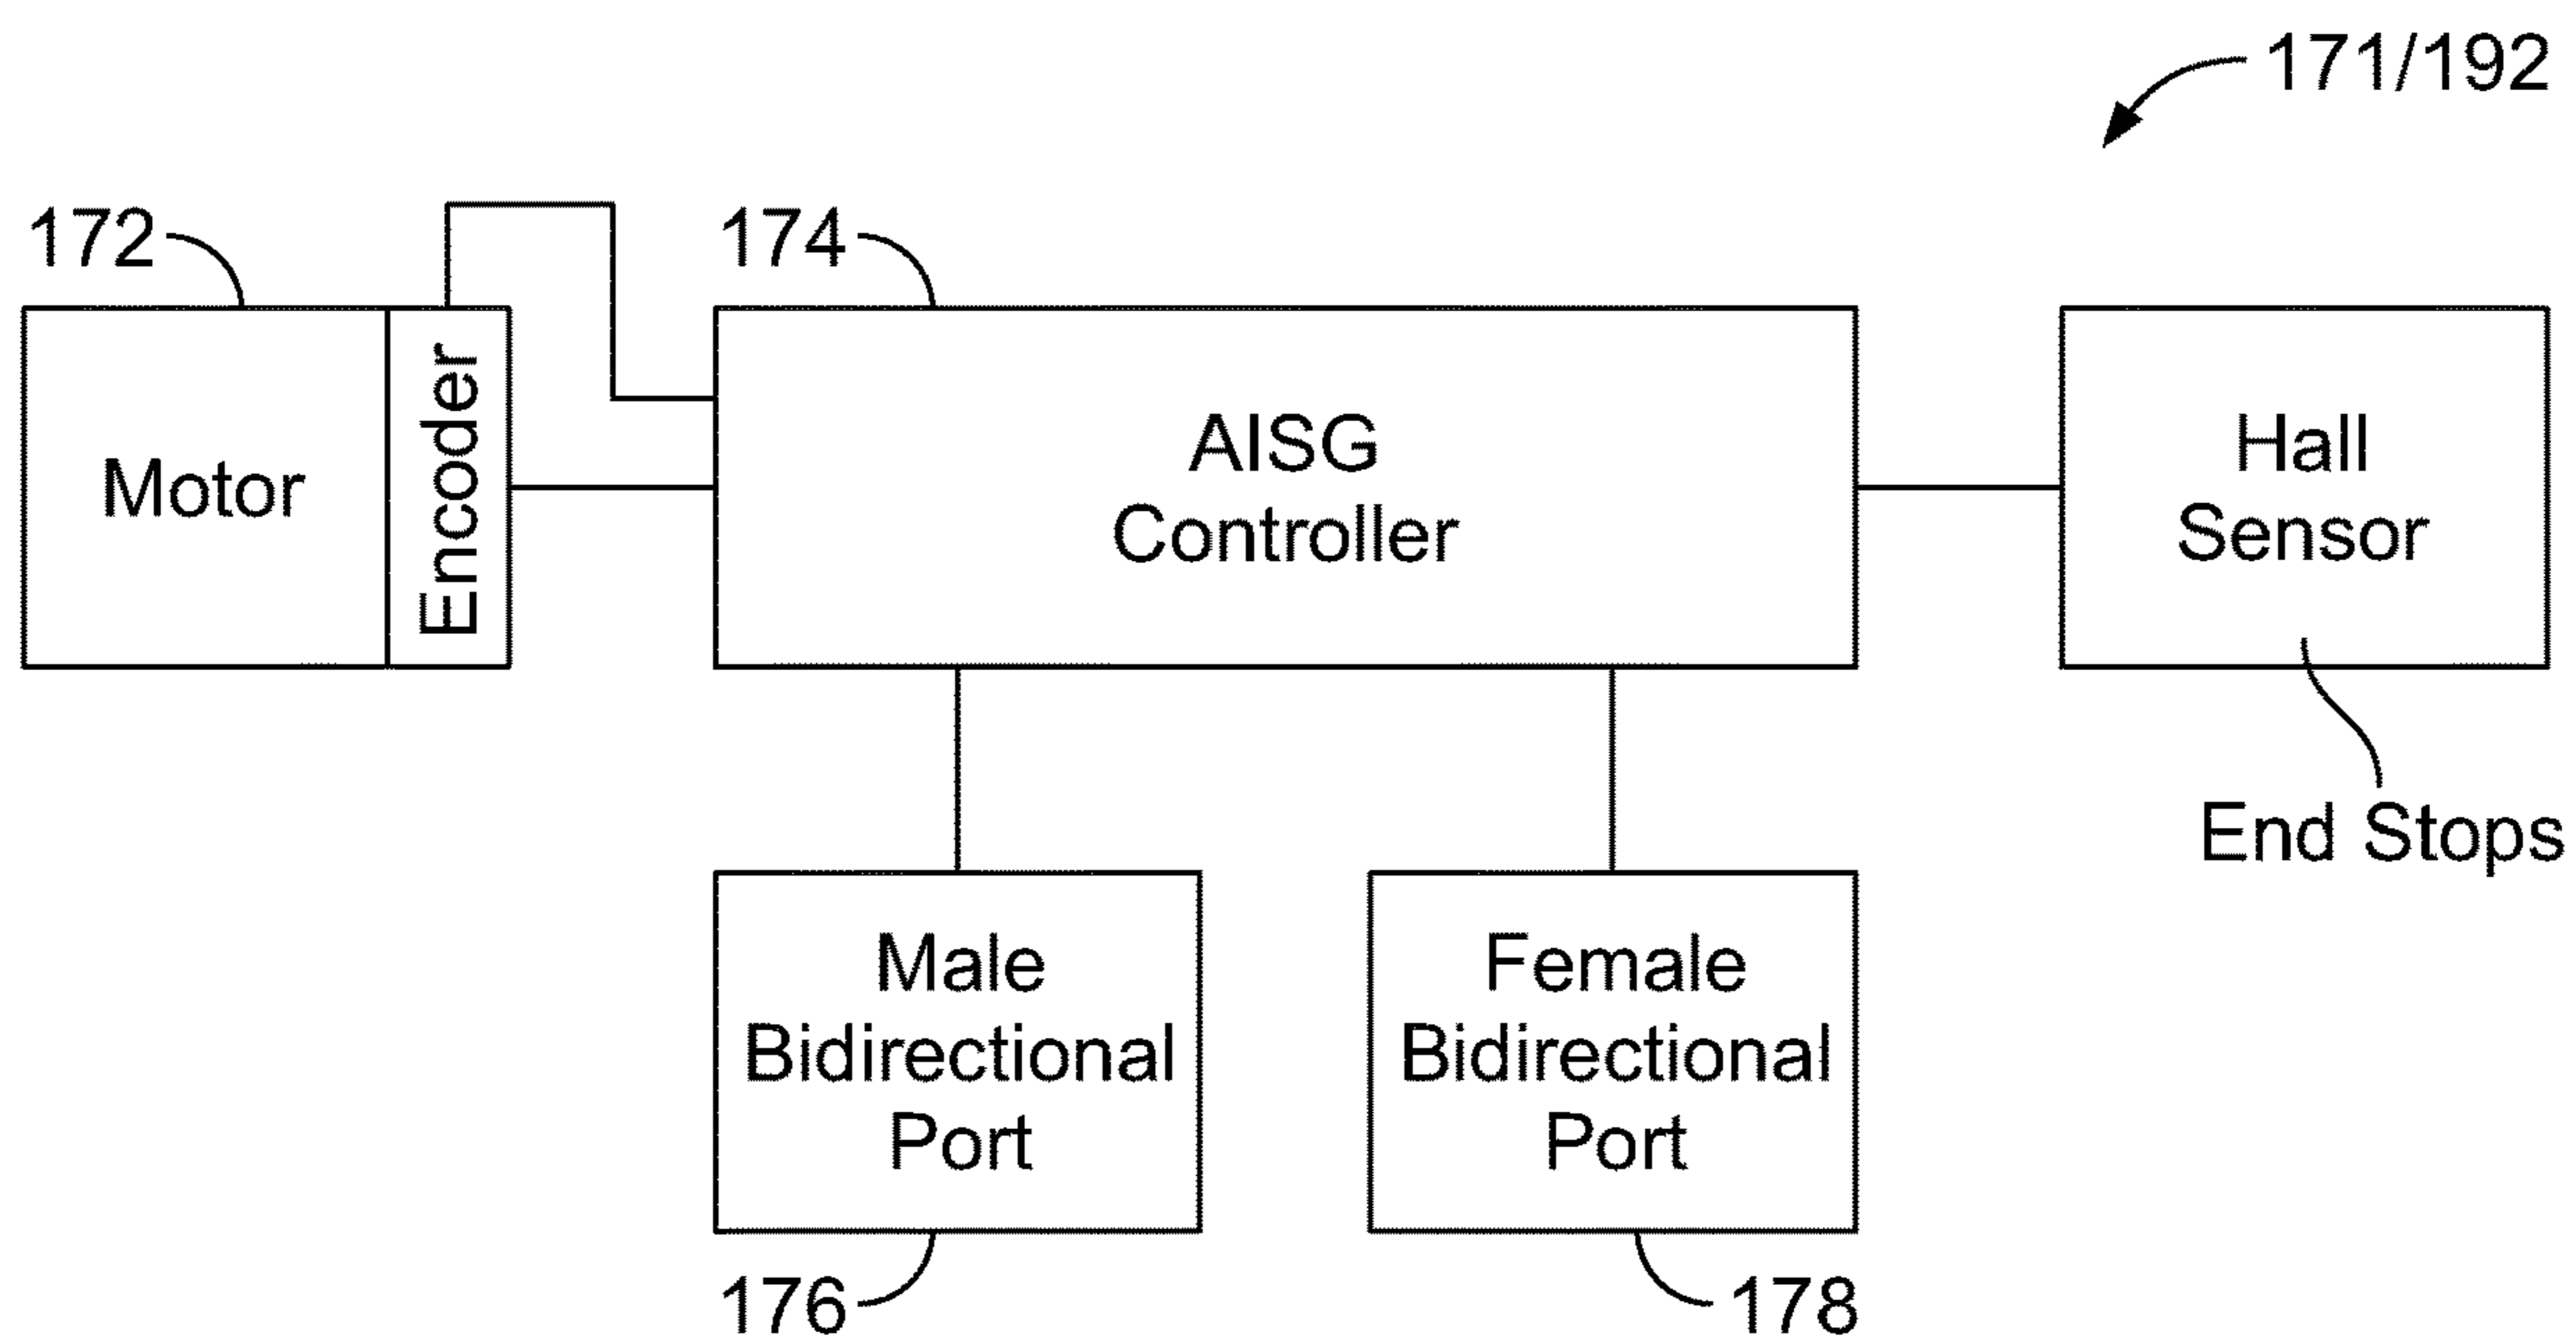 171/192
172
174
Motor
Encoder
AISG
Controller
Hall
Sensor
End Stops
Male
Bidirectional
Port
Female
Bidirectional
Port
176
178